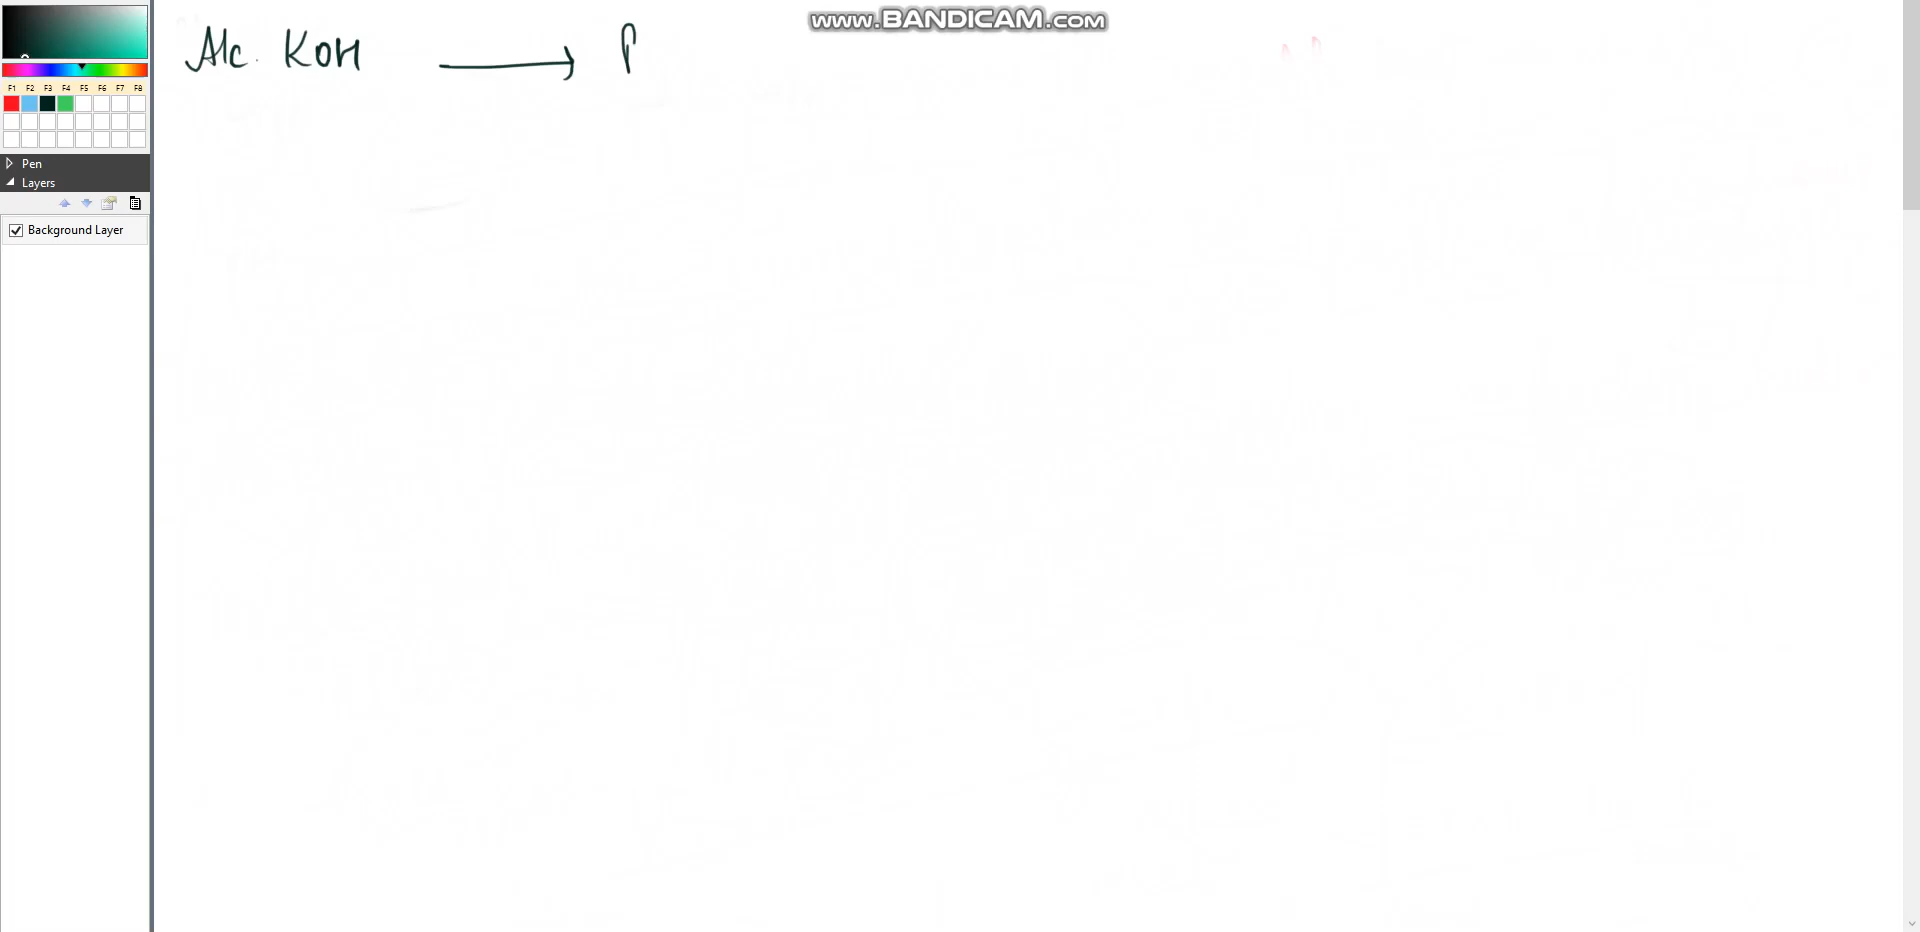 www.BANDICAM.com
Alc. KOH ⟶ P
F1 F2 F3 F4 F5 F6 F7 F8
Pen
Layers
Background Layer